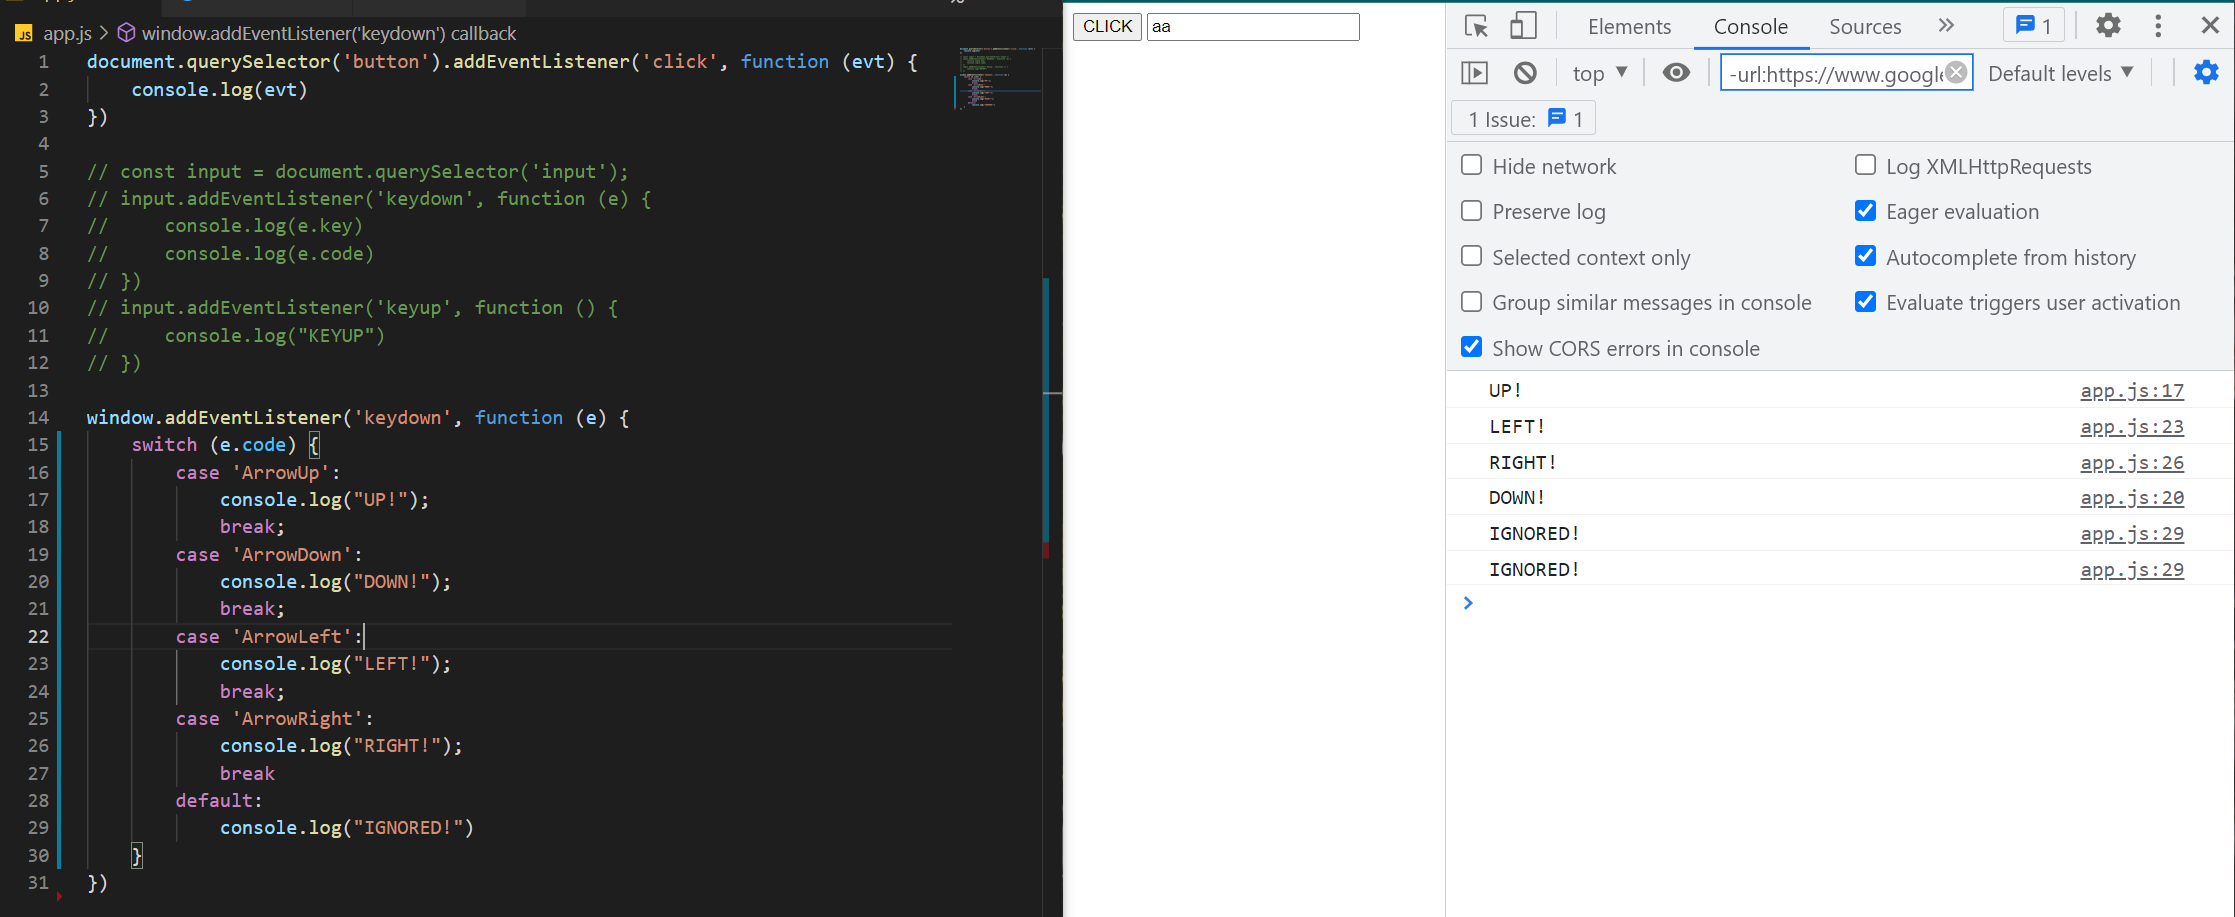 JS app.js > window.addEventListener('keydown') callback
1 document.querySelector('button').addEventListener('click', function (evt) {
2     console.log(evt)
3 })
4
5 // const input = document.querySelector('input');
6 // input.addEventListener('keydown', function (e) {
7 //     console.log(e.key)
8 //     console.log(e.code)
9 // })
10 // input.addEventListener('keyup', function () {
11 //     console.log("KEYUP")
12 // })
13
14 window.addEventListener('keydown', function (e) {
15     switch (e.code) {
16         case 'ArrowUp':
17             console.log("UP!");
18             break;
19         case 'ArrowDown':
20             console.log("DOWN!");
21             break;
22         case 'ArrowLeft':
23             console.log("LEFT!");
24             break;
25         case 'ArrowRight':
26             console.log("RIGHT!");
27             break
28         default:
29             console.log("IGNORED!")
30     }
31 })
CLICK aa
Elements Console Sources 1
top -url:https://www.google Default levels
1 Issue: 1
Hide network Log XMLHttpRequests
Preserve log Eager evaluation
Selected context only Autocomplete from history
Group similar messages in console Evaluate triggers user activation
Show CORS errors in console
UP! app.js:17
LEFT! app.js:23
RIGHT! app.js:26
DOWN! app.js:20
IGNORED! app.js:29
IGNORED! app.js:29